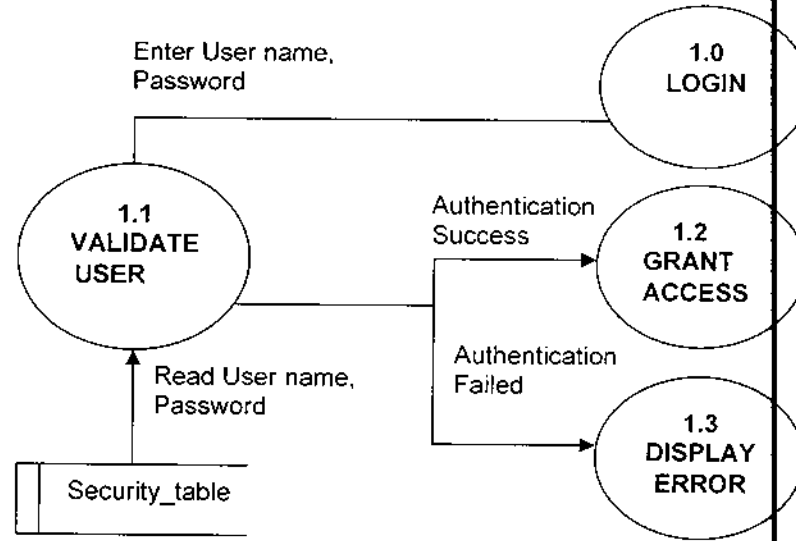 Enter User name,
Password
1.0
LOGIN
1.1
VALIDATE
USER
Authentication
Success
1.2
GRANT
ACCESS
Authentication
Failed
Read User name,
Password
1.3
DISPLAY
ERROR
Security_table